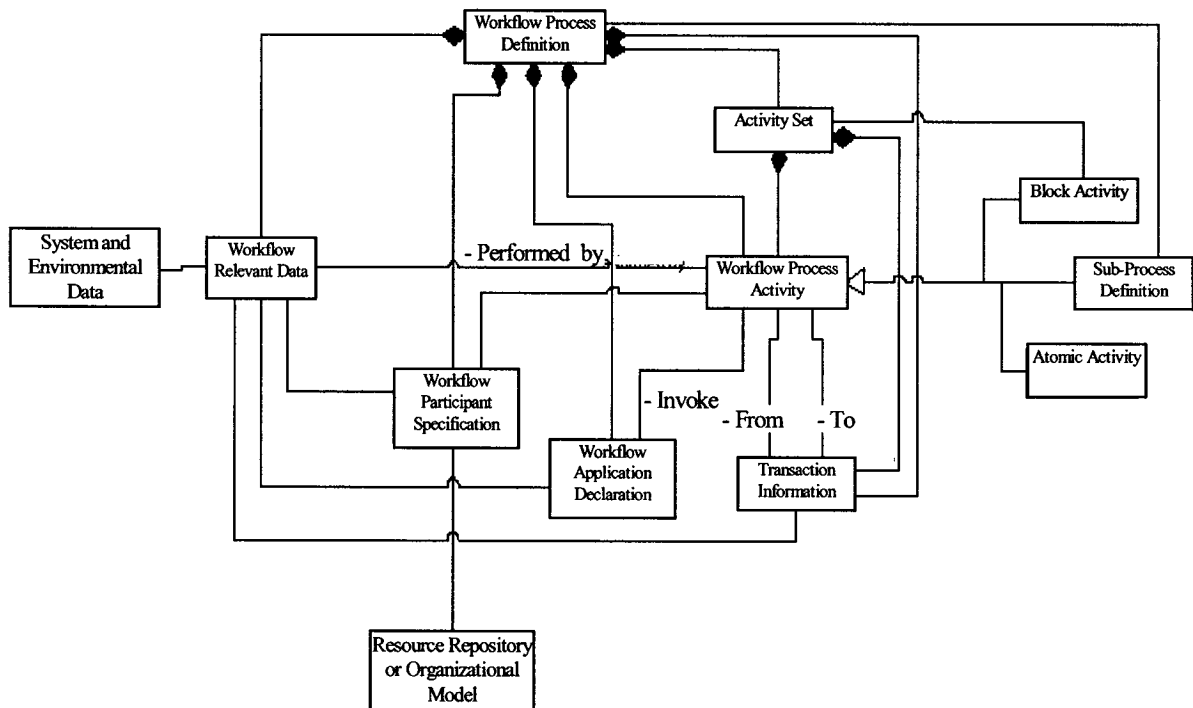 Workflow Process
Definition
Activity Set
Block Activity
System and
Environmental
Data
Workflow
Relevant Data
- Performed by
Workflow Process
Activity
Sub-Process
Definition
Atomic Activity
Workflow
Participant
Specification
- Invoke
- From
- To
Workflow
Application
Declaration
Transaction
Information
Resource Repository
or Organizational
Model